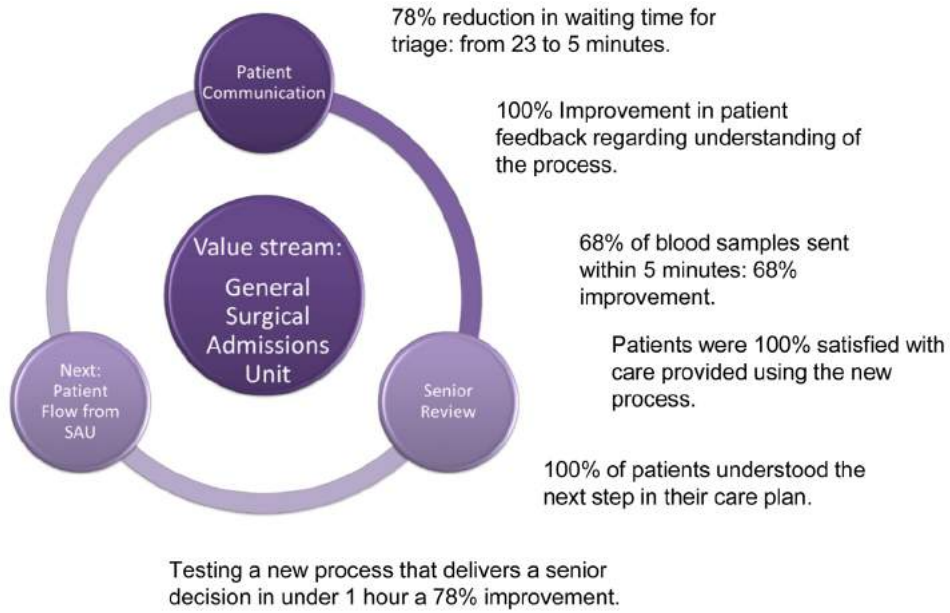 78% reduction in waiting time for
triage: from 23 to 5 minutes.
Patient
Communication
100% Improvement in patient
feedback regarding understanding of
the process.
Value stream:
General
Surgical
Admissions
Unit
68% of blood samples sent
within 5 minutes: 68%
improvement.
Patients were 100% satisfied with
care provided using the new
process.
Next:
Patient
Flow from
SAU
Senior
Review
100% of patients understood the
next step in their care plan.
Testing a new process that delivers a senior
decision in under 1 hour a 78% improvement.